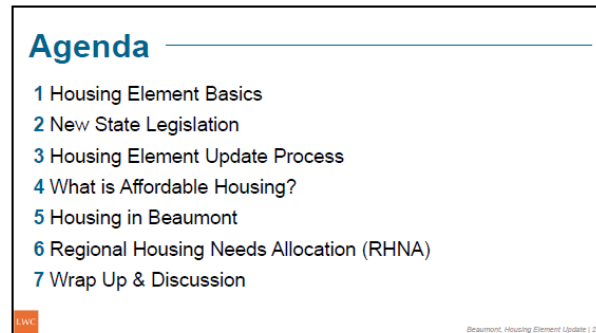 Agenda
1 Housing Element Basics
2 New State Legislation
3 Housing Element Update Process
4 What is Affordable Housing?
5 Housing in Beaumont
6 Regional Housing Needs Allocation (RHNA)
7 Wrap Up & Discussion
LWC
Beaumont, Housing Element Update | 2